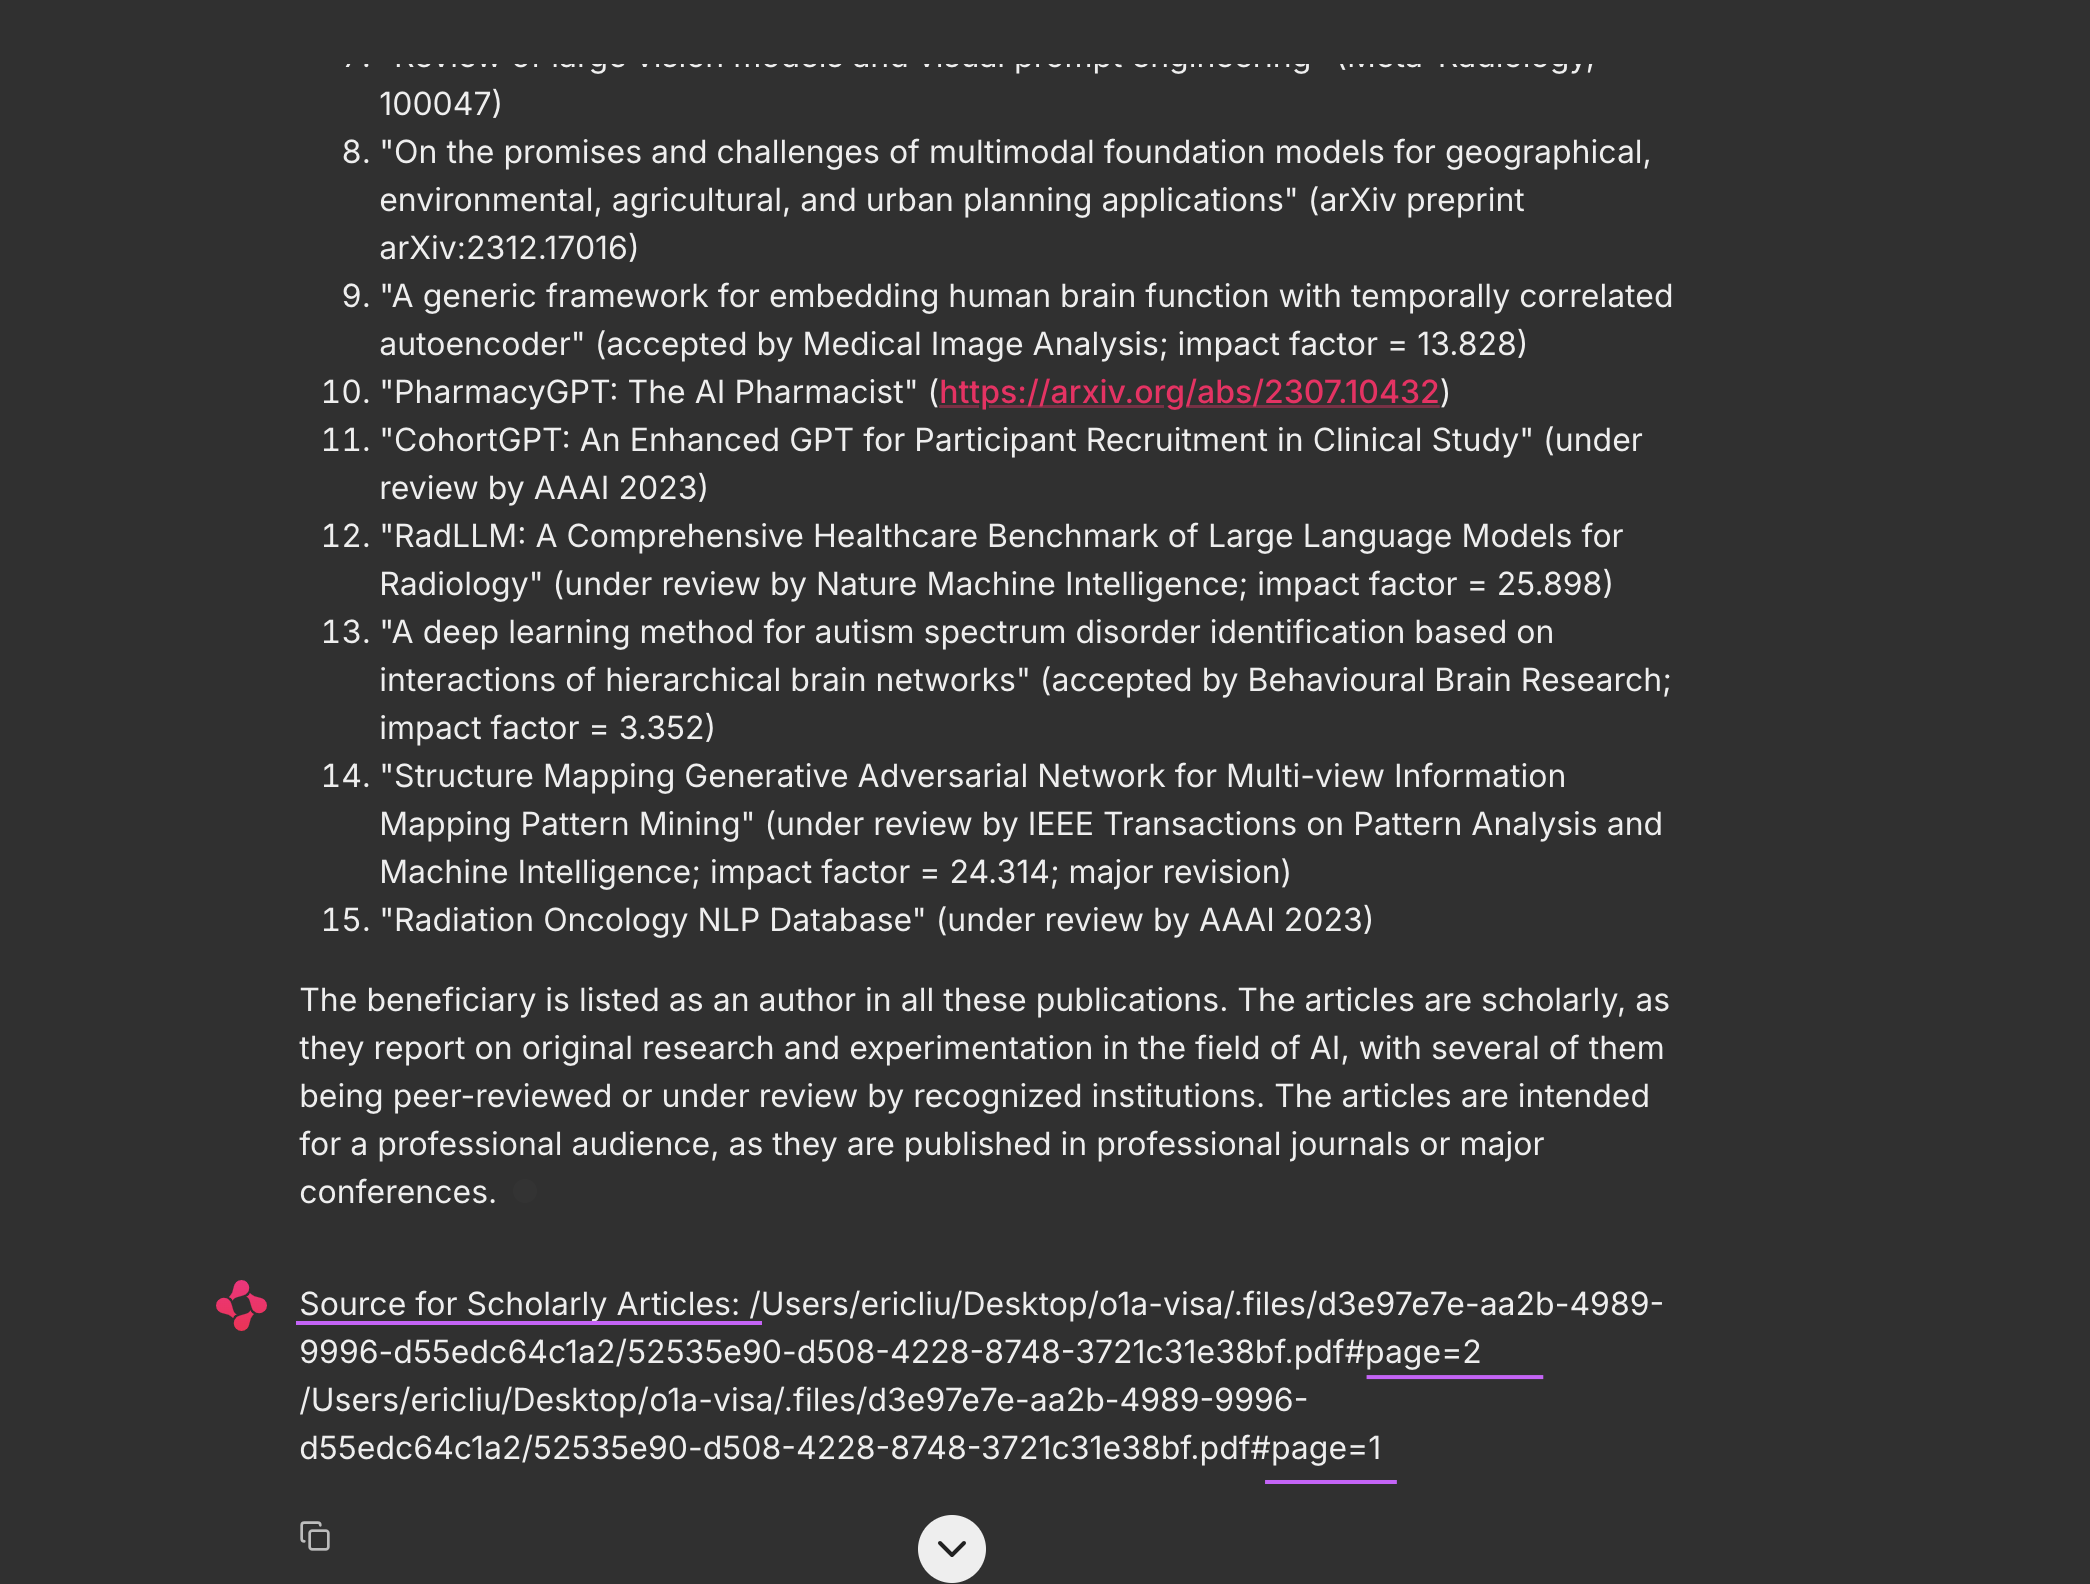 7. "Review of large vision models and visual prompt engineering" (Meta-Radiology,
100047)
8. "On the promises and challenges of multimodal foundation models for geographical,
environmental, agricultural, and urban planning applications" (arXiv preprint
arXiv:2312.17016)
9. "A generic framework for embedding human brain function with temporally correlated
autoencoder" (accepted by Medical Image Analysis; impact factor = 13.828)
10. "PharmacyGPT: The AI Pharmacist" (https://arxiv.org/abs/2307.10432)
11. "CohortGPT: An Enhanced GPT for Participant Recruitment in Clinical Study" (under
review by AAAI 2023)
12. "RadLLM: A Comprehensive Healthcare Benchmark of Large Language Models for
Radiology" (under review by Nature Machine Intelligence; impact factor = 25.898)
13. "A deep learning method for autism spectrum disorder identification based on
interactions of hierarchical brain networks" (accepted by Behavioural Brain Research;
impact factor = 3.352)
14. "Structure Mapping Generative Adversarial Network for Multi-view Information
Mapping Pattern Mining" (under review by IEEE Transactions on Pattern Analysis and
Machine Intelligence; impact factor = 24.314; major revision)
15. "Radiation Oncology NLP Database" (under review by AAAI 2023)
The beneficiary is listed as an author in all these publications. The articles are scholarly, as
they report on original research and experimentation in the field of AI, with several of them
being peer-reviewed or under review by recognized institutions. The articles are intended
for a professional audience, as they are published in professional journals or major
conferences.
Source for Scholarly Articles: /Users/ericliu/Desktop/o1a-visa/.files/d3e97e7e-aa2b-4989-
9996-d55edc64c1a2/52535e90-d508-4228-8748-3721c31e38bf.pdf#page=2
/Users/ericliu/Desktop/o1a-visa/.files/d3e97e7e-aa2b-4989-9996-
d55edc64c1a2/52535e90-d508-4228-8748-3721c31e38bf.pdf#page=1